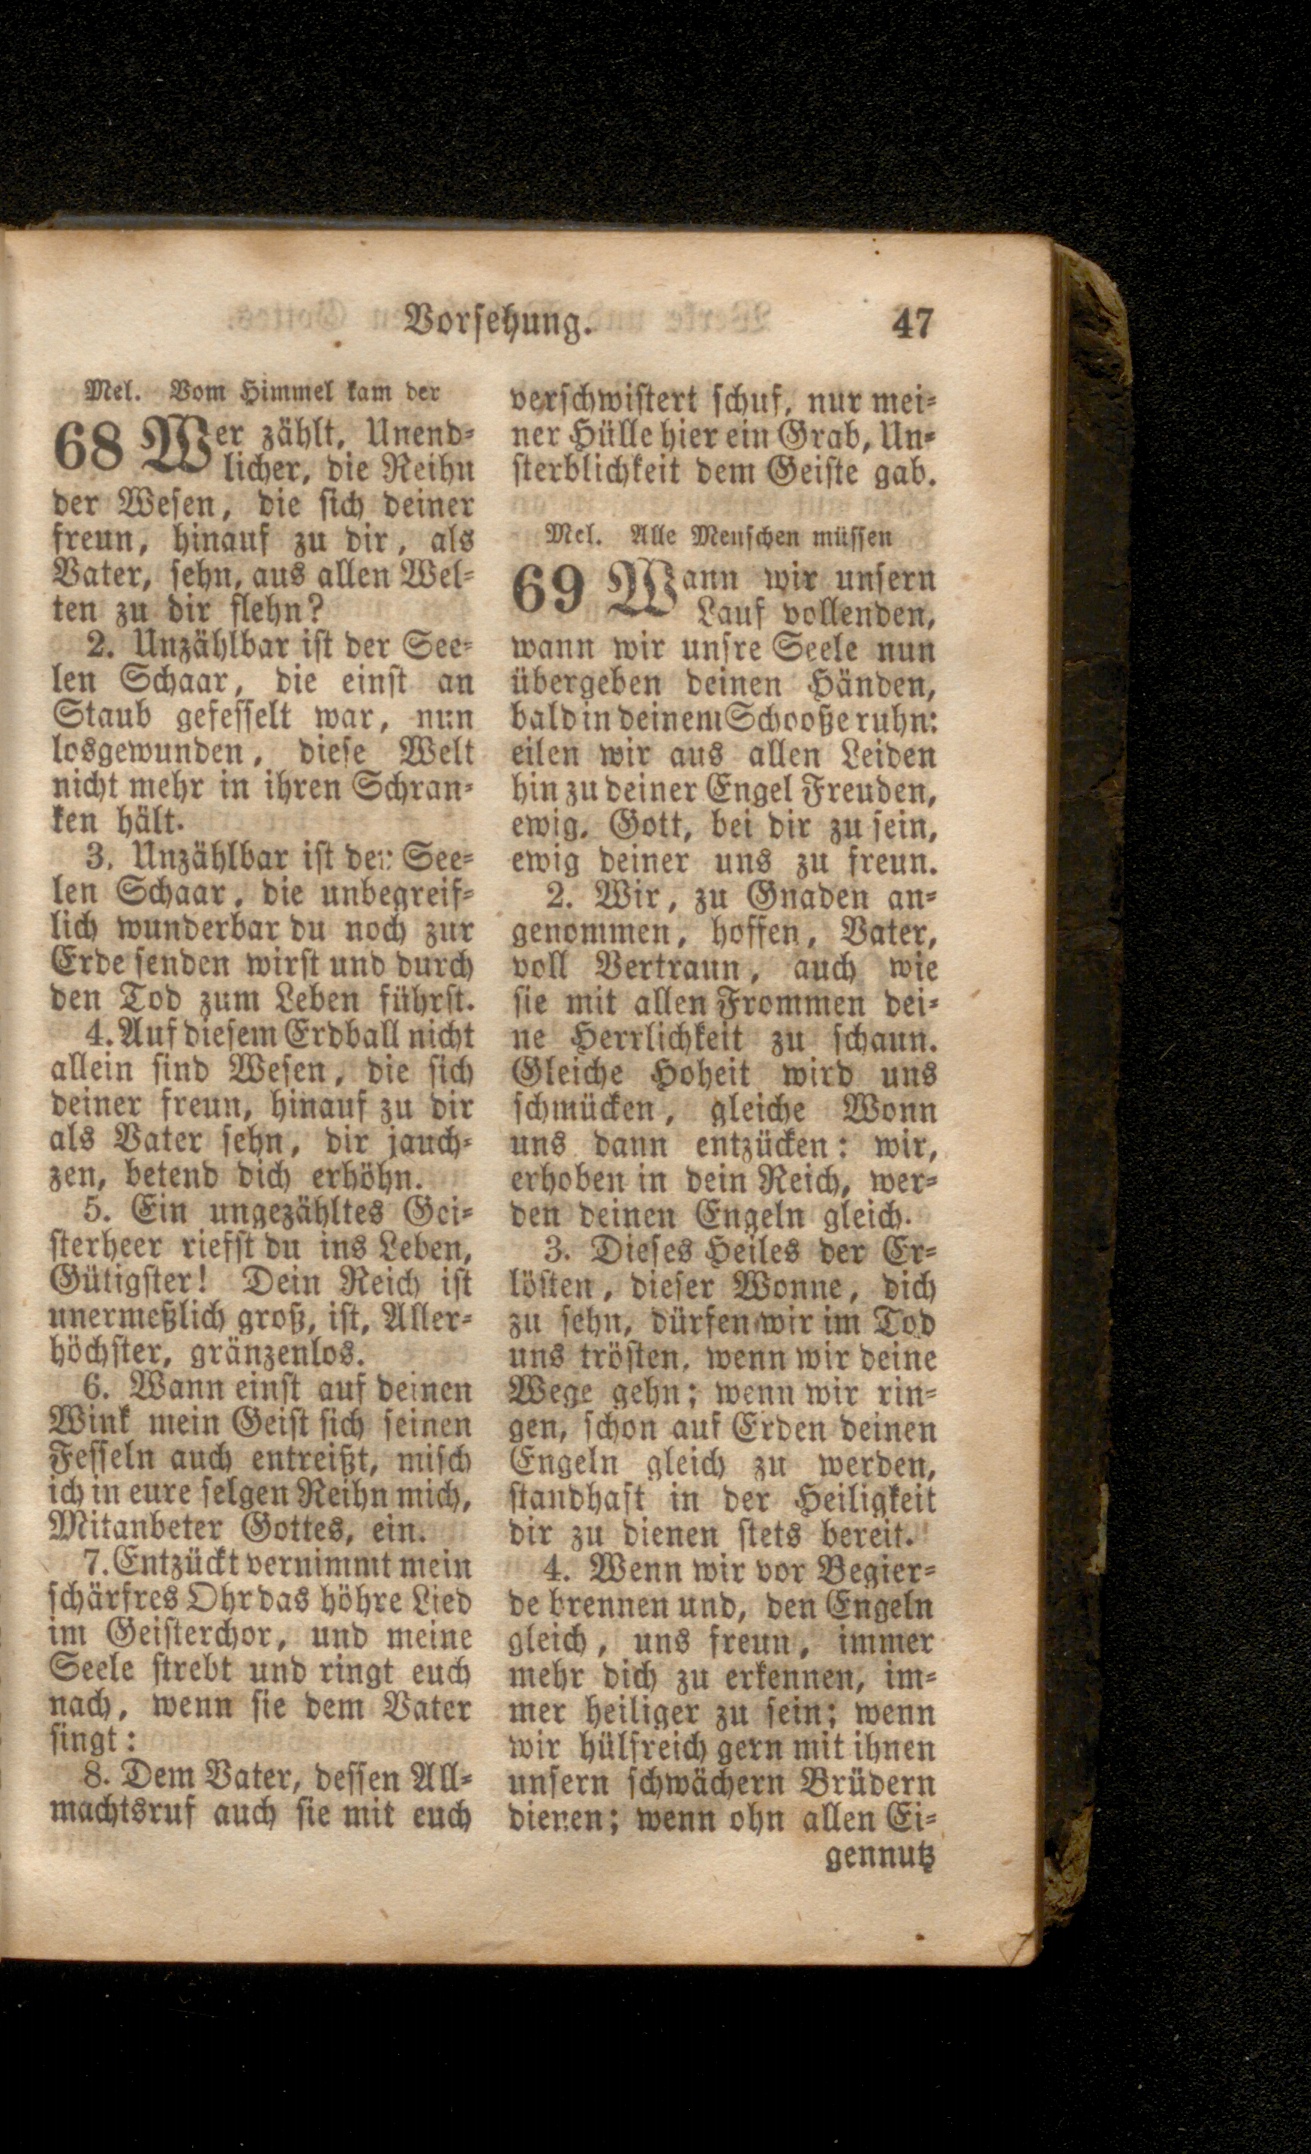 Vorsehung. 47
Mel. Vom Himmel kam der
68 Wer zählt, Unend-
licher, die Reihn
der Wesen, die sich deiner
freun, hinauf zu dir, als
Vater, sehn, aus allen Wel-
ten zu dir flehn?
2. Unzählbar ist der See-
len Schaar, die einst an
Staub gefesselt war, nun
losgewunden, diese Welt
nicht mehr in ihren Schran-
ken hält.
3. Unzählbar ist der See-
len Schaar, die unbegreif-
lich wunderbar du noch zur
Erde senden wirst und durch
den Tod zum Leben führst.
4. Auf diesem Erdball nicht
allein sind Wesen, die sich
deiner freun, hinauf zu dir
als Vater sehn, dir jauch-
zen, betend dich erhöhn.
5. Ein ungezähltes Gei-
sterheer riefst du ins Leben,
Gütigster! Dein Reich ist
unermeßlich groß, ist, Aller-
höchster, gränzenlos.
6. Wann einst auf deinen
Wink mein Geist sich seinen
Fesseln auch entreißt, misch
ich in eure selgen Reihn mich,
Mitanbeter Gottes, ein.
7. Entzückt vernimmt mein
schärfres Ohr das höhre Lied
im Geisterchor, und meine
Seele strebt und ringt euch
nach, wenn sie dem Vater
singt:
8. Dem Vater, dessen All-
machtsruf auch sie mit euch
verschwistert schuf, nur mei-
ner Hülle hier ein Grab, Un-
sterblichkeit dem Geiste gab.
Mel. Alle Menschen müssen
69 Wann wir unsern
Lauf vollenden,
wann wir unsre Seele nun
übergeben deinen Händen,
bald in deinem Schooße ruhn:
eilen wir aus allen Leiden
hin zu deiner Engel Freuden,
ewig, Gott, bei dir zu sein,
ewig deiner uns zu freun.
2. Wir, zu Gnaden an-
genommen, hoffen, Vater,
voll Vertraun, auch wie
sie mit allen Frommen dei-
ne Herrlichkeit zu schaun.
Gleiche Hoheit wird uns
schmücken, gleiche Wonn
uns dann entzücken: wir,
erhoben in dein Reich, wer-
den deinen Engeln gleich.
3. Dieses Heiles der Er-
lösten, dieser Wonne, dich
zu sehn, dürfen wir im Tod
uns trösten, wenn wir deine
Wege gehn; wenn wir rin-
gen, schon auf Erden deinen
Engeln gleich zu werden,
standhaft in der Heiligkeit
dir zu dienen stets bereit.
4. Wenn wir vor Begier-
de brennen und, den Engeln
gleich, uns freun, immer
mehr dich zu erkennen, im-
mer heiliger zu sein; wenn
wir hülfreich gern mit ihnen
unsern schwächern Brüdern
dienen; wenn ohn allen Ei-
gennutz